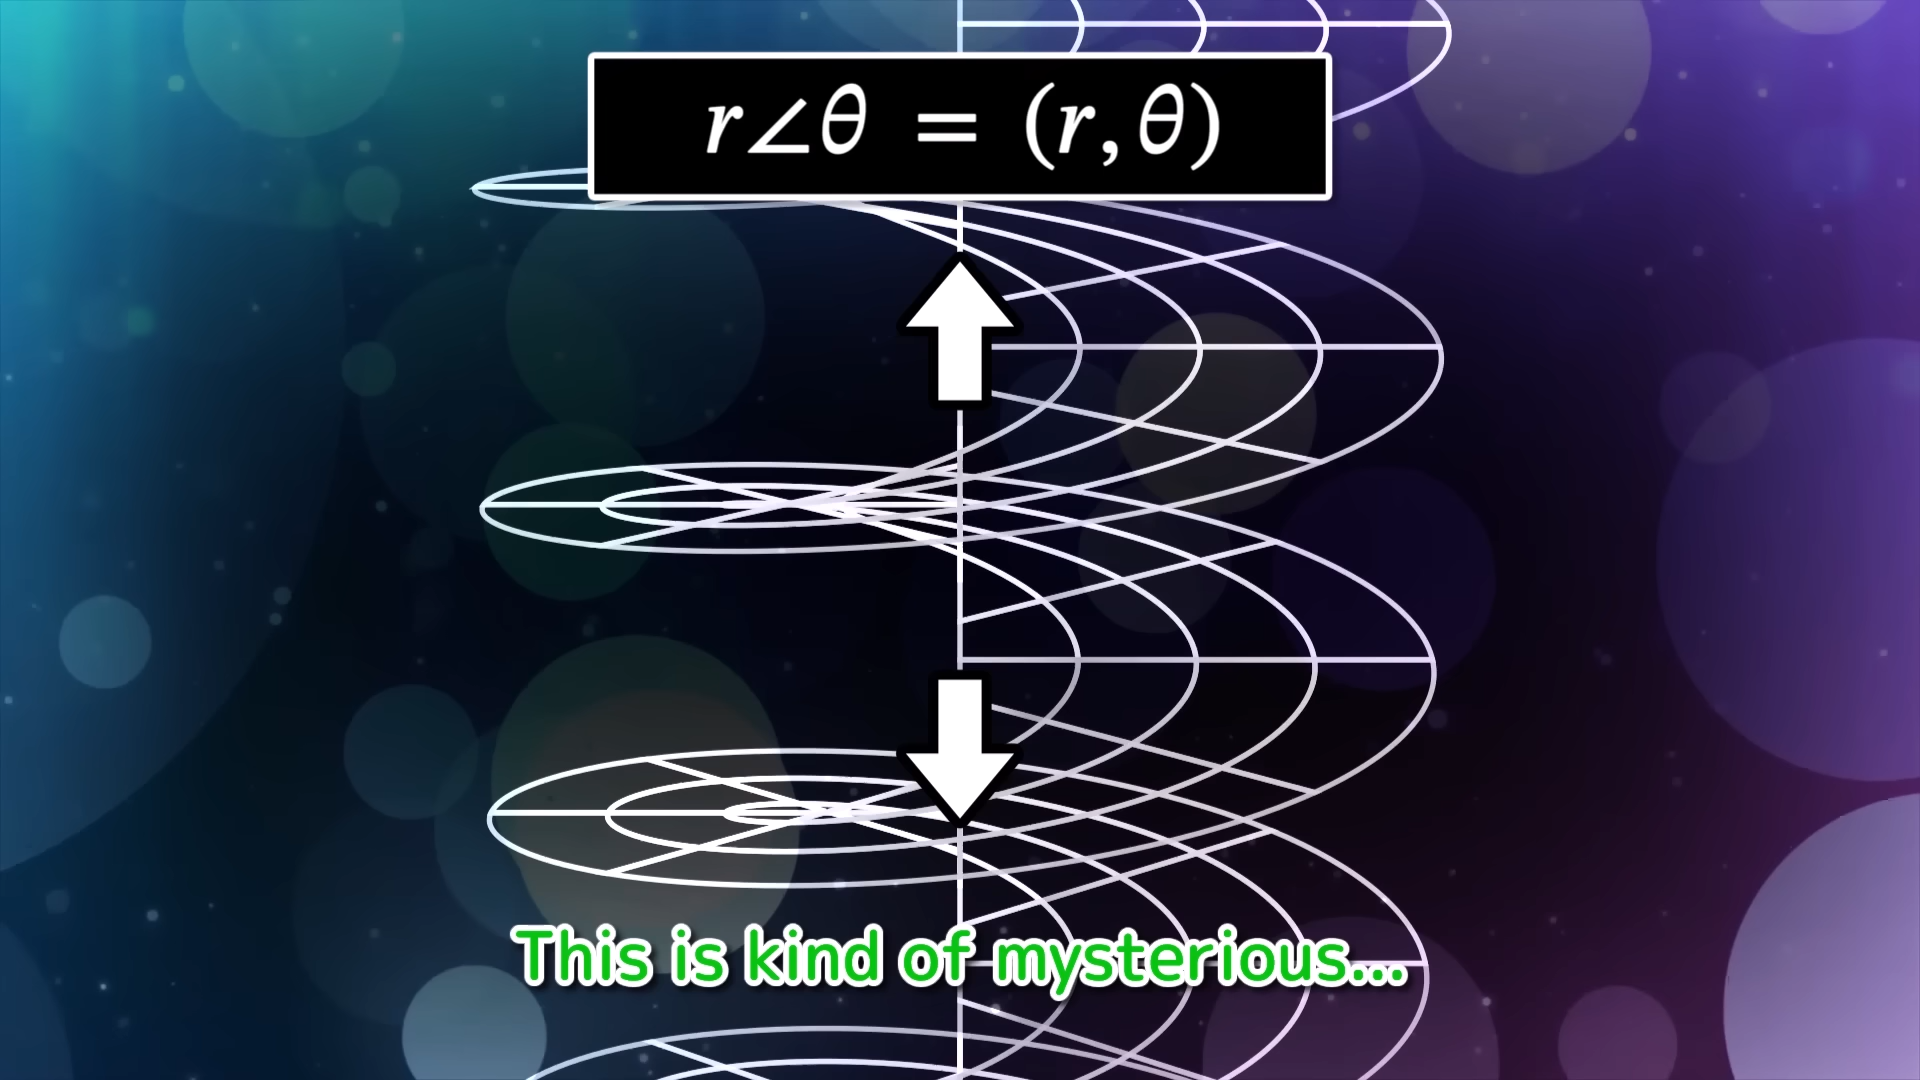 r∠θ = (r, θ)
This is kind of mysterious...